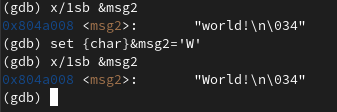 (gdb) x/1sb &msg2
0x804a008 <msg2>:       "world!\n\034"
(gdb) set {char}&msg2='W'
(gdb) x/1sb &msg2
0x804a008 <msg2>:       "World!\n\034"
(gdb)